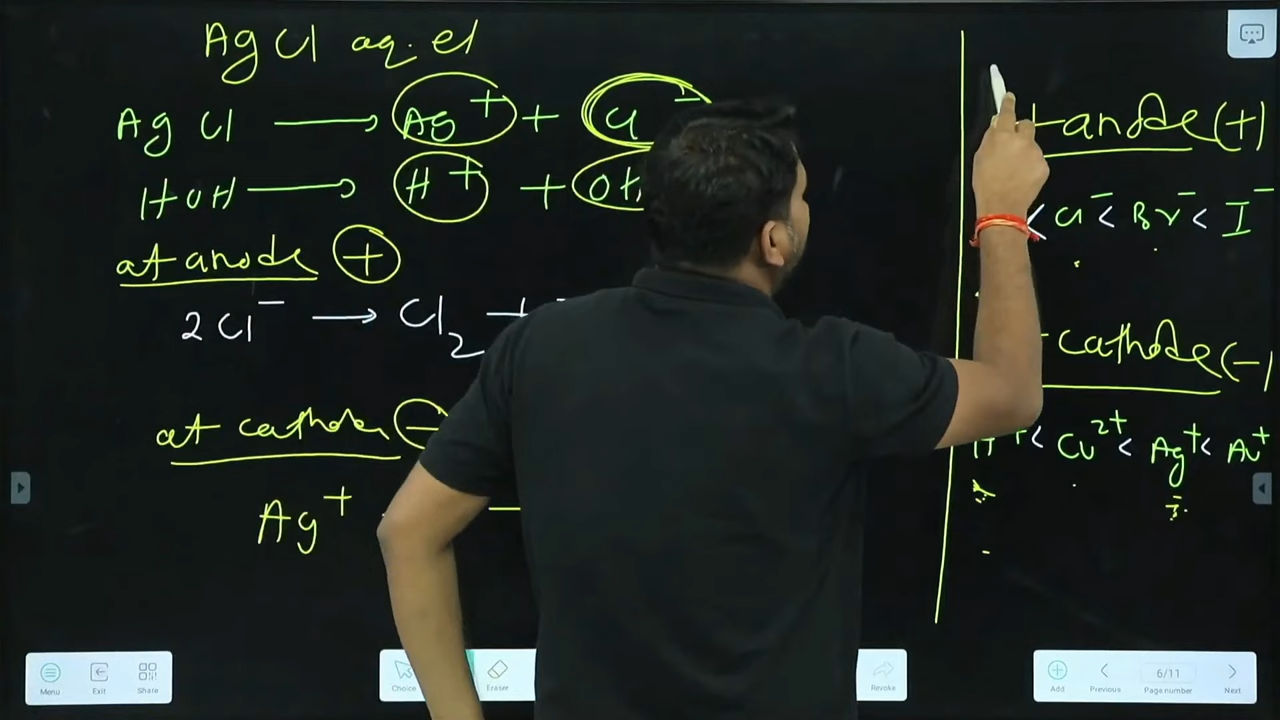 AgCl aq. el
AgCl ⟶ Ag⁺ + Cl⁻
HOH ⟶ H⁺ + OH
at anode (+)
2Cl⁻ ⟶ Cl₂ +
at cathode (−)
Ag⁺
anode (+)
< Cl⁻ < Br⁻ < I⁻
cathode (−)
H⁺ < Cu²⁺ < Ag⁺ < Au⁺
Menu
Exit
Share
Choice
Eraser
Revoke
Add
Previous
6/11
Page number
Next